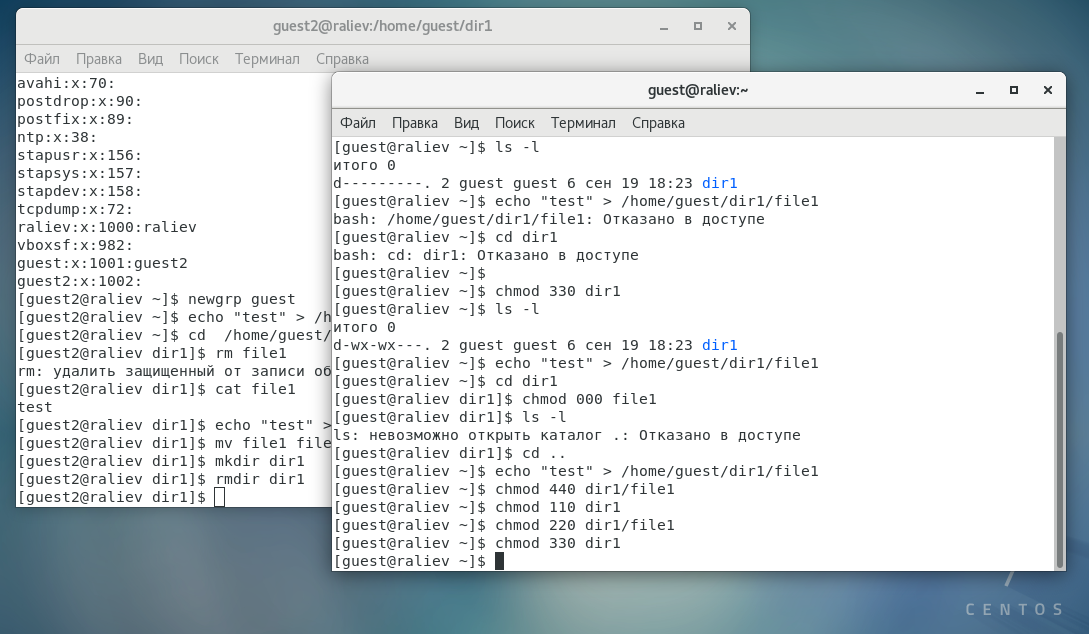 guest2@raliev:/home/guest/dir1
Файл Правка Вид Поиск Терминал Справка
avahi:x:70:
postdrop:x:90:
postfix:x:89:
ntp:x:38:
stapusr:x:156:
stapsys:x:157:
stapdev:x:158:
tcpdump:x:72:
raliev:x:1000:raliev
vboxsf:x:982:
guest:x:1001:guest2
guest2:x:1002:
[guest2@raliev ~]$ newgrp guest
[guest2@raliev ~]$ echo "test" > /h
[guest2@raliev ~]$ cd  /home/guest/
[guest2@raliev dir1]$ rm file1
rm: удалить защищенный от записи об
[guest2@raliev dir1]$ cat file1
test
[guest2@raliev dir1]$ echo "test" >
[guest2@raliev dir1]$ mv file1 file
[guest2@raliev dir1]$ mkdir dir1
[guest2@raliev dir1]$ rmdir dir1
[guest2@raliev dir1]$
guest@raliev:~
Файл Правка Вид Поиск Терминал Справка
[guest@raliev ~]$ ls -l
итого 0
d---------. 2 guest guest 6 сен 19 18:23 dir1
[guest@raliev ~]$ echo "test" > /home/guest/dir1/file1
bash: /home/guest/dir1/file1: Отказано в доступе
[guest@raliev ~]$ cd dir1
bash: cd: dir1: Отказано в доступе
[guest@raliev ~]$
[guest@raliev ~]$ chmod 330 dir1
[guest@raliev ~]$ ls -l
итого 0
d-wx-wx---. 2 guest guest 6 сен 19 18:23 dir1
[guest@raliev ~]$ echo "test" > /home/guest/dir1/file1
[guest@raliev ~]$ cd dir1
[guest@raliev dir1]$ chmod 000 file1
[guest@raliev dir1]$ ls -l
ls: невозможно открыть каталог .: Отказано в доступе
[guest@raliev dir1]$ cd ..
[guest@raliev ~]$ echo "test" > /home/guest/dir1/file1
[guest@raliev ~]$ chmod 440 dir1/file1
[guest@raliev ~]$ chmod 110 dir1
[guest@raliev ~]$ chmod 220 dir1/file1
[guest@raliev ~]$ chmod 330 dir1
[guest@raliev ~]$
CENTOS